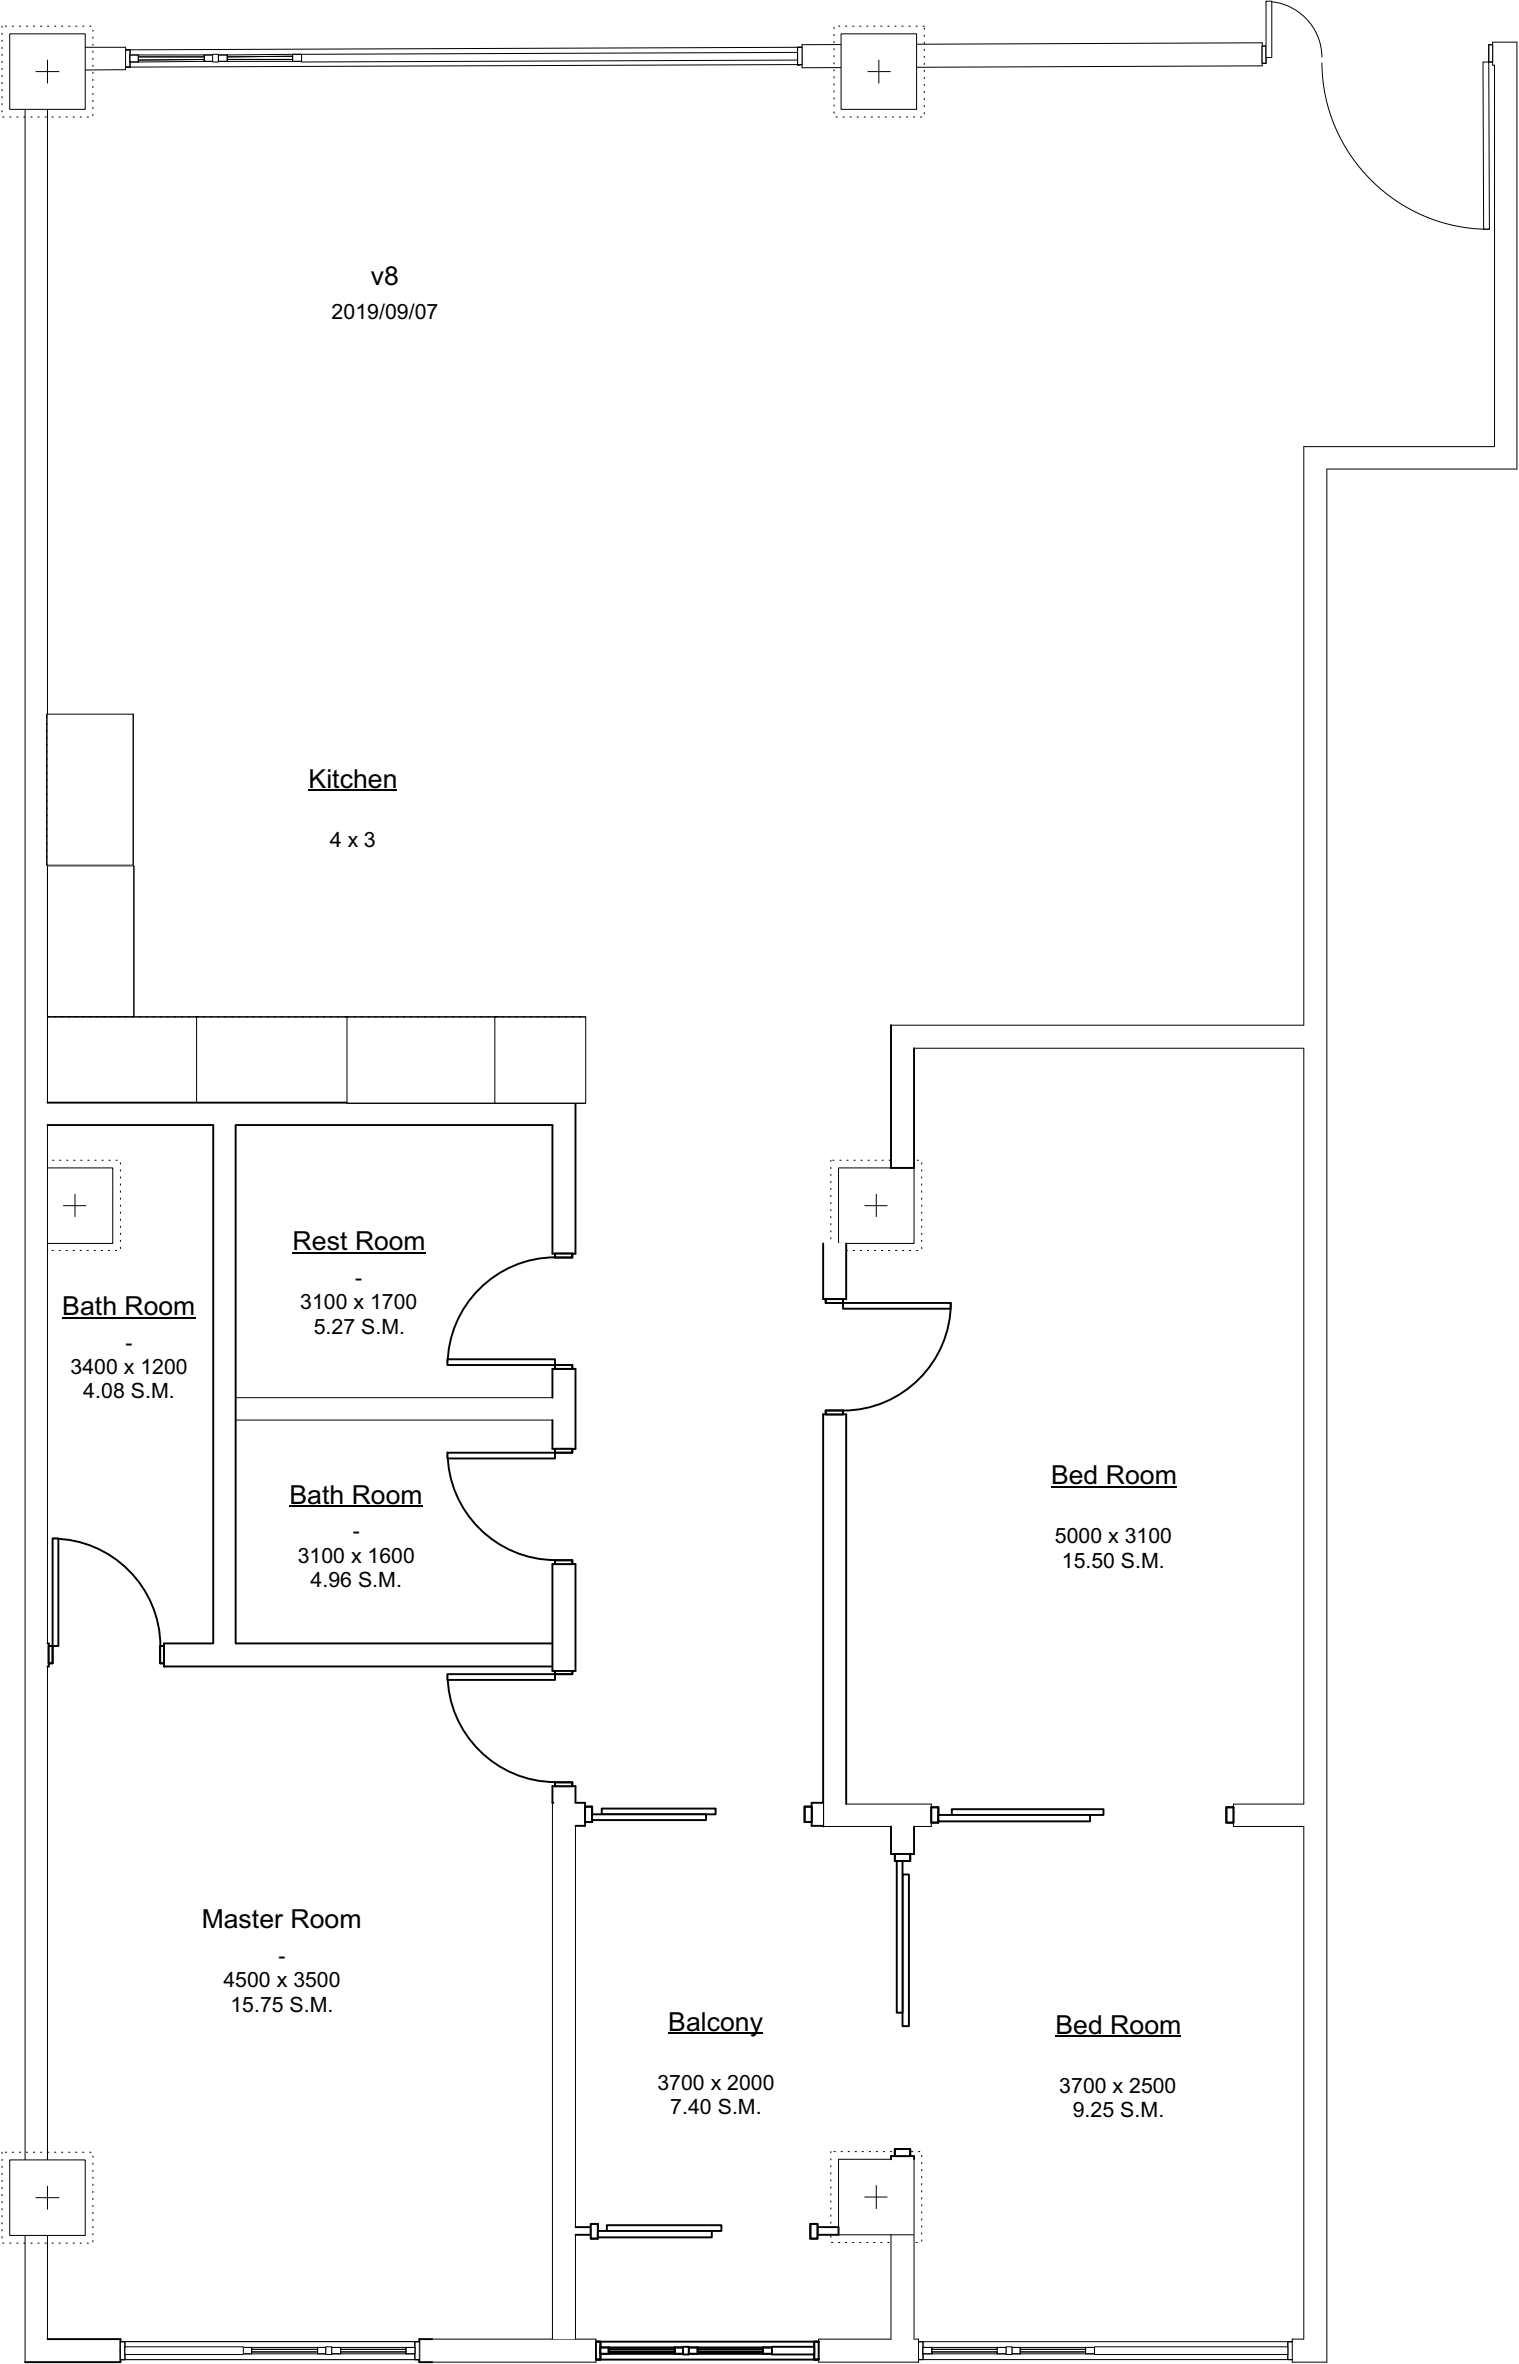 v8
2019/09/07
Kitchen
4 x 3
Rest Room
-
3100 x 1700
5.27 S.M.
Bath Room
-
3400 x 1200
4.08 S.M.
Bath Room
-
3100 x 1600
4.96 S.M.
Bed Room
5000 x 3100
15.50 S.M.
Master Room
-
4500 x 3500
15.75 S.M.
Balcony
3700 x 2000
7.40 S.M.
Bed Room
3700 x 2500
9.25 S.M.